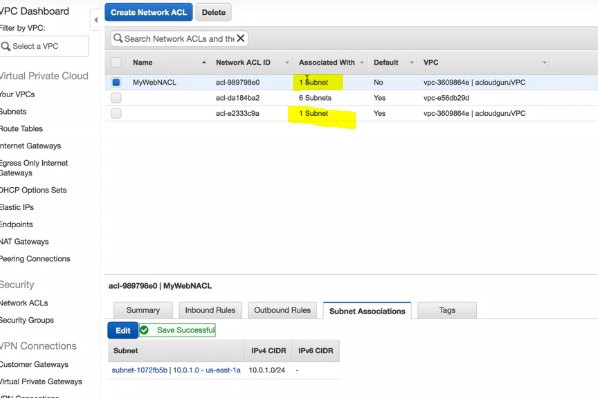 VPC Dashboard
Filter by VPC:
Select a VPC
Virtual Private Cloud
Your VPCs
Subnets
Route Tables
Internet Gateways
Egress Only Internet
Gateways
DHCP Options Sets
Elastic IPs
Endpoints
NAT Gateways
Peering Connections
Security
Network ACLs
Security Groups
VPN Connections
Customer Gateways
Virtual Private Gateways
VPN Connections
Create Network ACL Delete
Search Network ACLs and the
Name Network ACL ID Associated With Default VPC
MyWebNACL acl-989798e0 1 Subnet No vpc-3609864e | acloudguruVPC
acl-da184ba2 6 Subnets Yes vpc-e56db29d
acl-e2333c9a 1 Subnet Yes vpc-3609864e | acloudguruVPC
acl-989798e0 | MyWebNACL
Summary Inbound Rules Outbound Rules Subnet Associations Tags
Edit Save Successful
Subnet IPv4 CIDR IPv6 CIDR
subnet-1072fb5b | 10.0.1.0 - us-east-1a 10.0.1.0/24 -